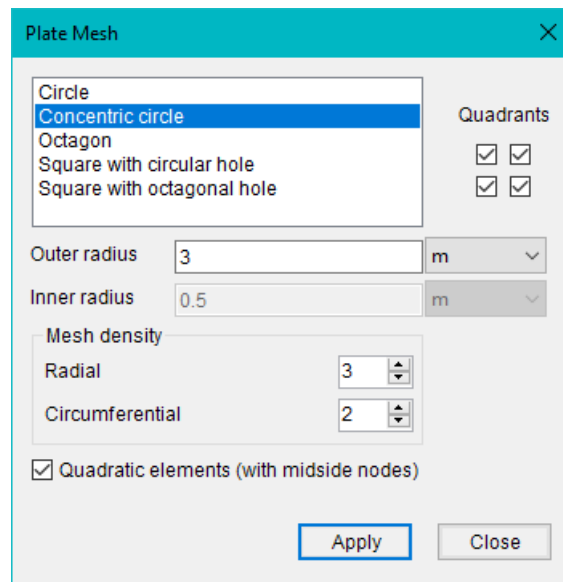 Plate Mesh
Circle
Concentric circle
Octagon
Square with circular hole
Square with octagonal hole
Quadrants
Outer radius 3 m
Inner radius 0.5 m
Mesh density
Radial 3
Circumferential 2
Quadratic elements (with midside nodes)
Apply Close